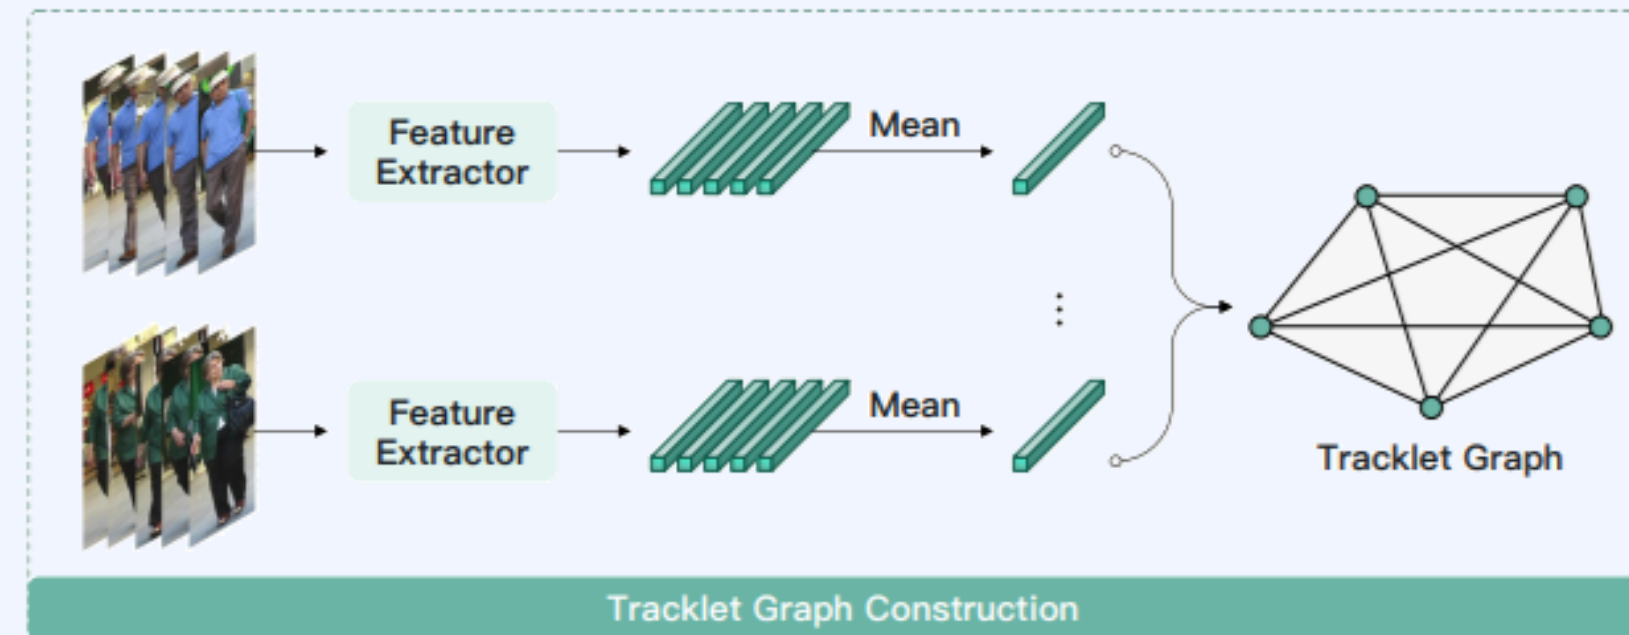 Feature
Extractor
Mean
⋮
Feature
Extractor
Mean
Tracklet Graph
Tracklet Graph Construction